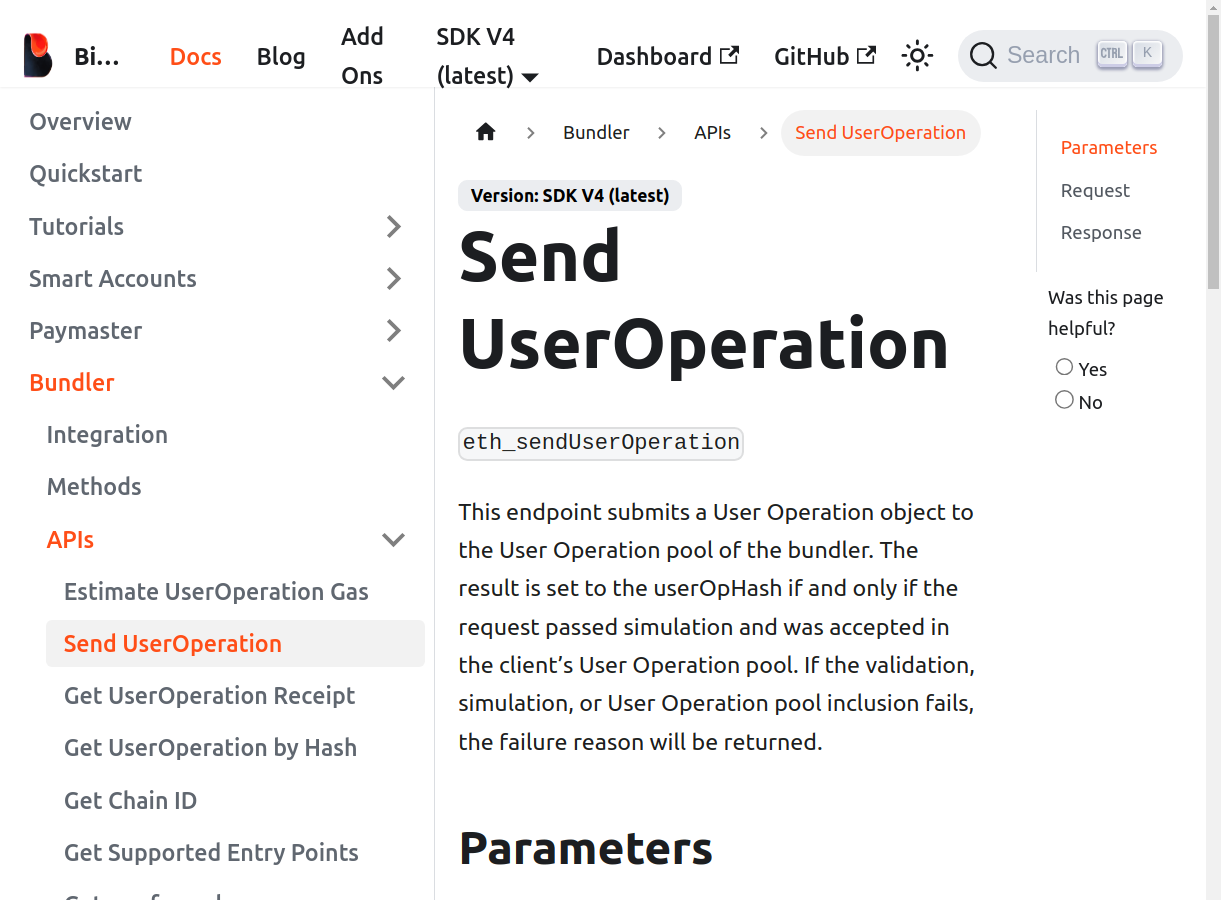 Bi...
Docs
Blog
Add
Ons
SDK V4
(latest)
Dashboard
GitHub
Search
CTRL
K
Overview
Quickstart
Tutorials
Smart Accounts
Paymaster
Bundler
Integration
Methods
APIs
Estimate UserOperation Gas
Send UserOperation
Get UserOperation Receipt
Get UserOperation by Hash
Get Chain ID
Get Supported Entry Points
Bundler
APIs
Send UserOperation
Version: SDK V4 (latest)
Send
UserOperation
eth_sendUserOperation
This endpoint submits a User Operation object to
the User Operation pool of the bundler. The
result is set to the userOpHash if and only if the
request passed simulation and was accepted in
the client’s User Operation pool. If the validation,
simulation, or User Operation pool inclusion fails,
the failure reason will be returned.
Parameters
Parameters
Request
Response
Was this page
helpful?
Yes
No